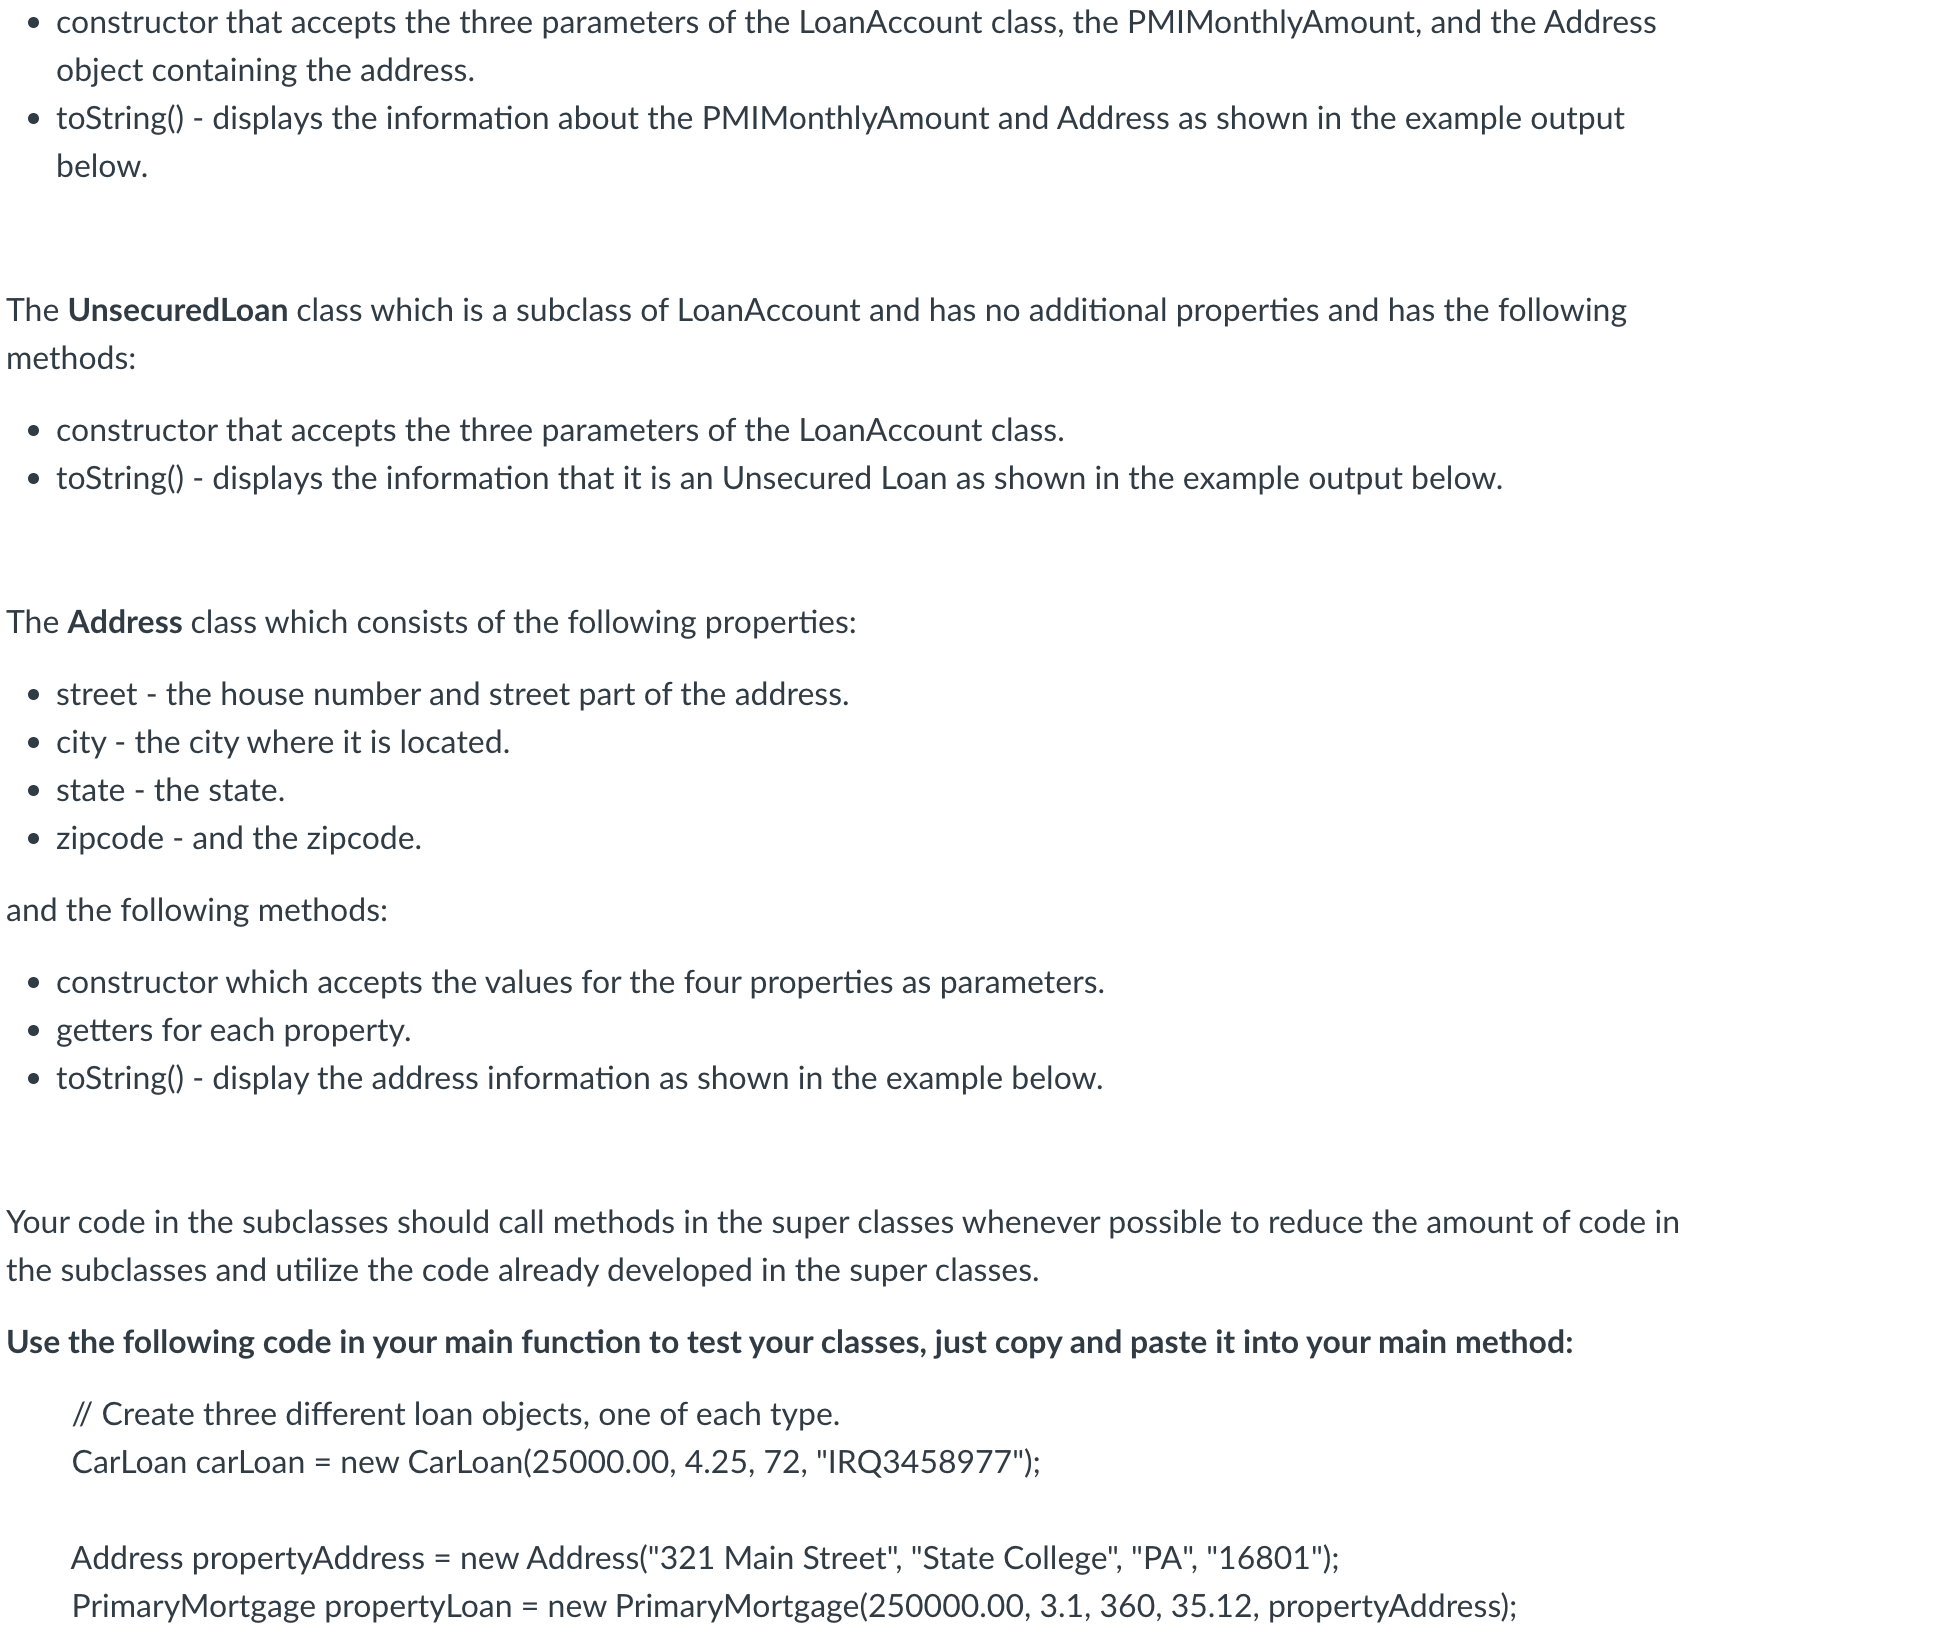 • constructor that accepts the three parameters of the LoanAccount class, the PMIMonthlyAmount, and the Address
object containing the address.
• toString() - displays the information about the PMIMonthlyAmount and Address as shown in the example output
below.
The UnsecuredLoan class which is a subclass of LoanAccount and has no additional properties and has the following
methods:
• constructor that accepts the three parameters of the LoanAccount class.
• toString() - displays the information that it is an Unsecured Loan as shown in the example output below.
The Address class which consists of the following properties:
• street - the house number and street part of the address.
• city - the city where it is located.
• state - the state.
• zipcode - and the zipcode.
and the following methods:
• constructor which accepts the values for the four properties as parameters.
• getters for each property.
• toString() - display the address information as shown in the example below.
Your code in the subclasses should call methods in the super classes whenever possible to reduce the amount of code in
the subclasses and utilize the code already developed in the super classes.
Use the following code in your main function to test your classes, just copy and paste it into your main method:
// Create three different loan objects, one of each type.
CarLoan carLoan = new CarLoan(25000.00, 4.25, 72, "IRQ3458977");
Address propertyAddress = new Address("321 Main Street", "State College", "PA", "16801");
PrimaryMortgage propertyLoan = new PrimaryMortgage(250000.00, 3.1, 360, 35.12, propertyAddress);